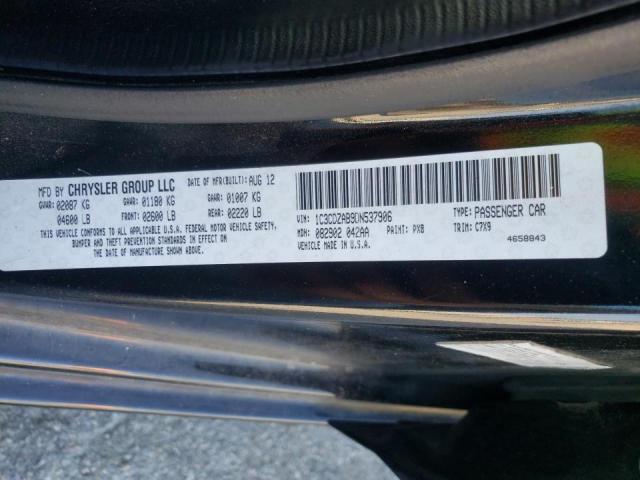 MFD BY CHRYSLER GROUP LLC DATE OF MFR(BUILT): AUG 12
GVWR: 02087 KG GAWR: 01180 KG GAWR: 01007 KG
04600 LB FRONT: 02600 LB REAR: 02220 LB
THIS VEHICLE CONFORMS TO ALL APPLICABLE U.S.A. FEDERAL MOTOR VEHICLE SAFETY,
BUMPER AND THEFT PREVENTION STANDARDS IN EFFECT ON
THE DATE OF MANUFACTURE SHOWN ABOVE.
VIN: 1C3CDZAB9DN537906 TYPE: PASSENGER CAR
MDH: 082902 042AA PAINT: PX8 TRIM: C7X9
VEHICLE MADE IN U.S.A. 4658843